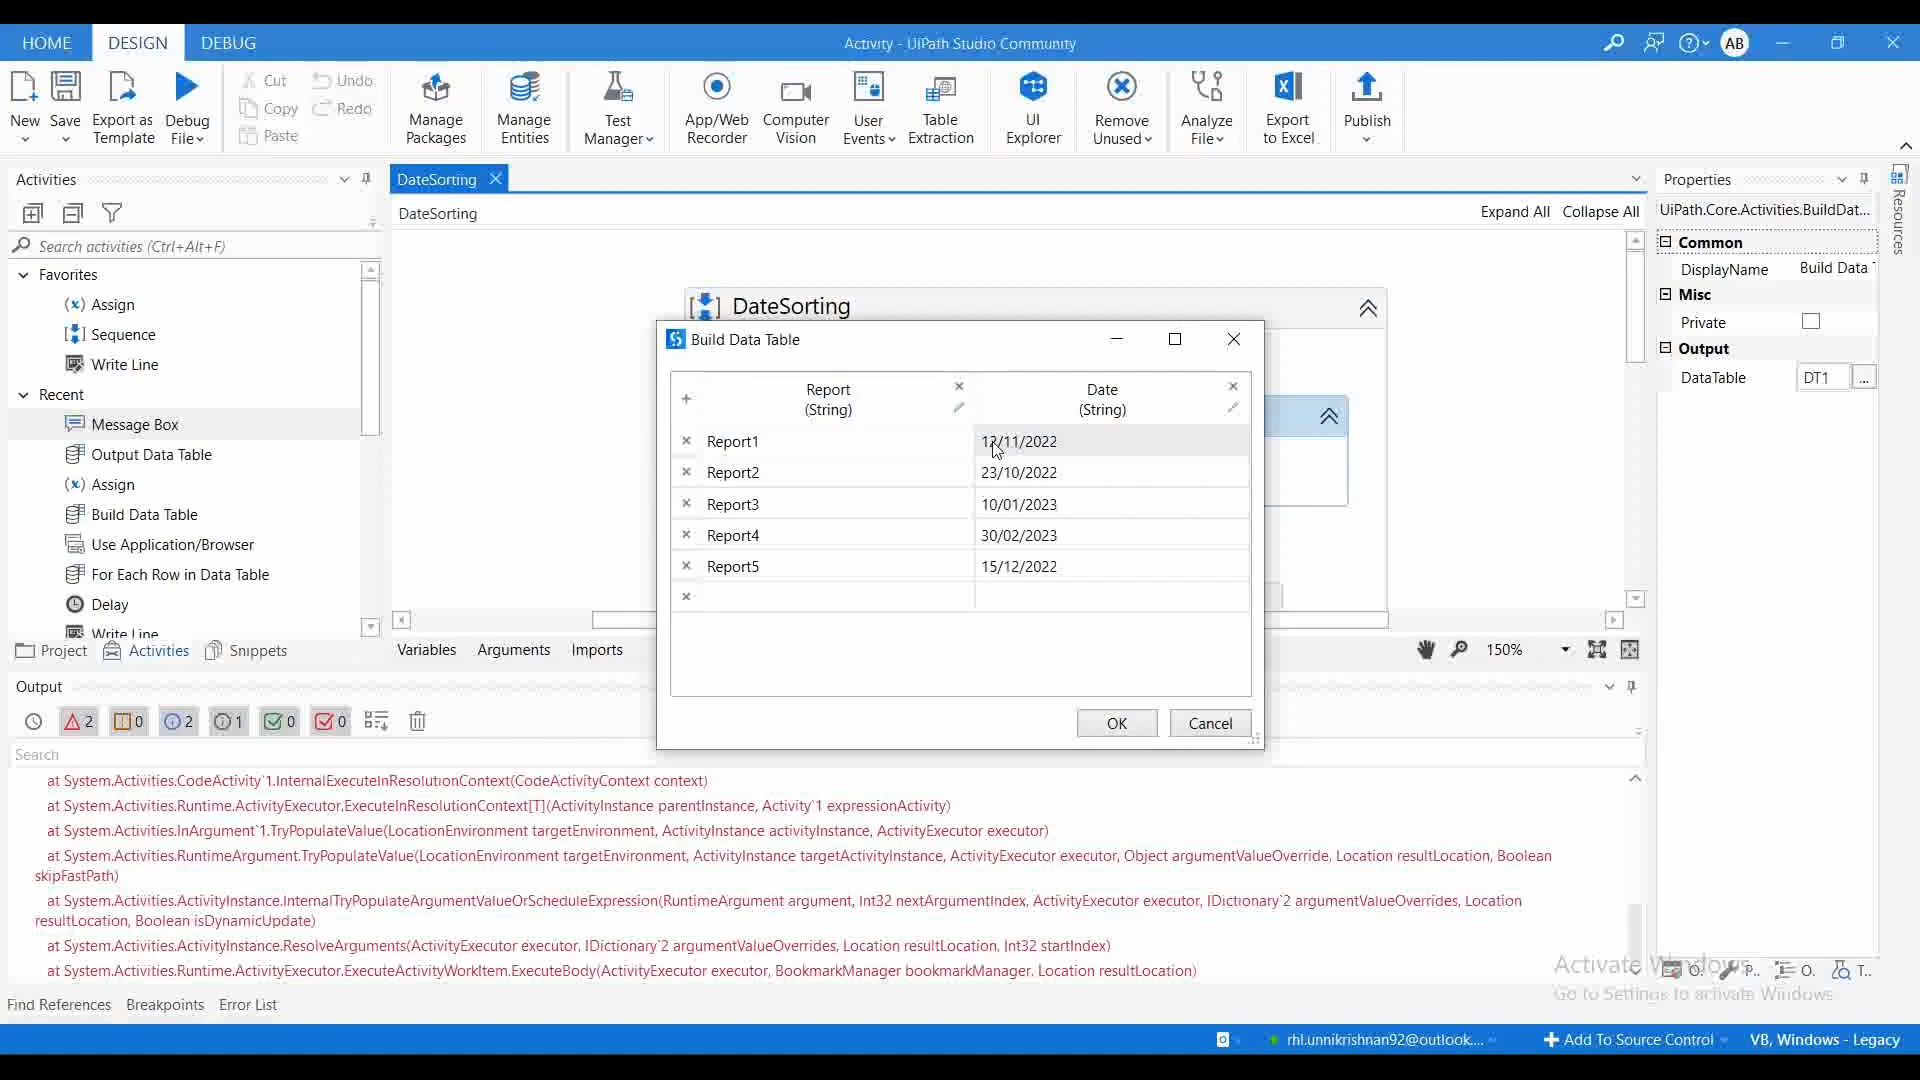 HOME DESIGN DEBUG
Activity - UiPath Studio Community
AB
New Save Export as Template Debug File
Cut Undo
Copy Redo
Paste
Manage Packages
Manage Entities
Test Manager
App/Web Recorder
Computer Vision
User Events
Table Extraction
UI Explorer
Remove Unused
Analyze File
Export to Excel
Publish
Activities
DateSorting
Properties
Resources
DateSorting
Expand All Collapse All
UiPath.Core.Activities.BuildDat...
Search activities (Ctrl+Alt+F)
Common
DisplayName Build Data
Misc
Private
Output
DataTable DT1 ...
Favorites
Assign
Sequence
Write Line
Recent
Message Box
Output Data Table
Assign
Build Data Table
Use Application/Browser
For Each Row in Data Table
Delay
Write Line
DateSorting
Build Data Table
Report Date
(String) (String)
Report1 12/11/2022
Report2 23/10/2022
Report3 10/01/2023
Report4 30/02/2023
Report5 15/12/2022
OK Cancel
Project Activities Snippets
Variables Arguments Imports
150%
Output
2 0 2 1 0 0
Search
at System.Activities.CodeActivity`1.InternalExecuteInResolutionContext(CodeActivityContext context)
at System.Activities.Runtime.ActivityExecutor.ExecuteInResolutionContext[T](ActivityInstance parentInstance, Activity`1 expressionActivity)
at System.Activities.InArgument`1.TryPopulateValue(LocationEnvironment targetEnvironment, ActivityInstance activityInstance, ActivityExecutor executor)
at System.Activities.RuntimeArgument.TryPopulateValue(LocationEnvironment targetEnvironment, ActivityInstance targetActivityInstance, ActivityExecutor executor, Object argumentValueOverride, Location resultLocation, Boolean
skipFastPath)
at System.Activities.ActivityInstance.InternalTryPopulateArgumentValueOrScheduleExpression(RuntimeArgument argument, Int32 nextArgumentIndex, ActivityExecutor executor, IDictionary`2 argumentValueOverrides, Location
resultLocation, Boolean isDynamicUpdate)
at System.Activities.ActivityInstance.ResolveArguments(ActivityExecutor executor, IDictionary`2 argumentValueOverrides, Location resultLocation, Int32 startIndex)
at System.Activities.Runtime.ActivityExecutor.ExecuteActivityWorkItem.ExecuteBody(ActivityExecutor executor, BookmarkManager bookmarkManager, Location resultLocation)
Activate Windows
Go to Settings to activate Windows.
O. P.. O. T..
Find References Breakpoints Error List
rhl.unnikrishnan92@outlook.... Add To Source Control VB, Windows - Legacy